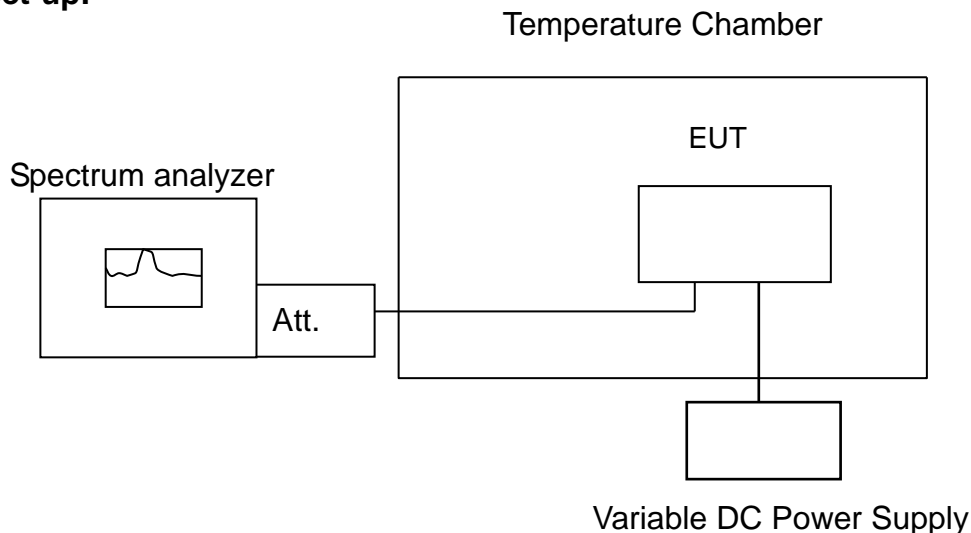 Temperature Chamber
EUT
Spectrum analyzer
Att.
Variable DC Power Supply